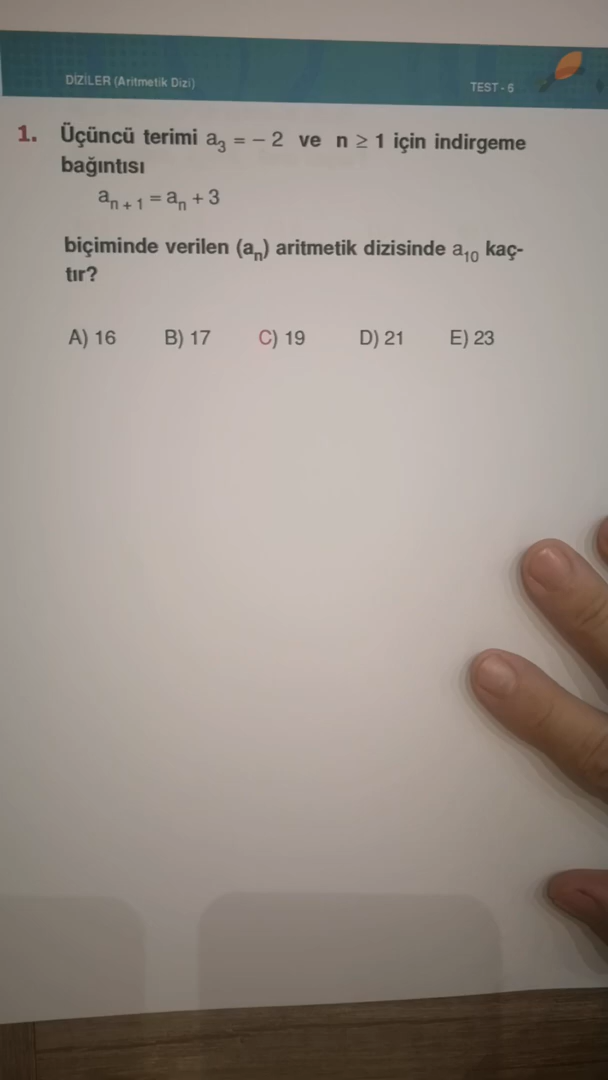 DİZİLER (Aritmetik Dizi)
TEST - 6
1. Üçüncü terimi a₃ = – 2 ve n ≥ 1 için indirgeme
bağıntısı
aₙ₊₁ = aₙ + 3
biçiminde verilen (aₙ) aritmetik dizisinde a₁₀ kaç-
tır?
A) 16 B) 17 C) 19 D) 21 E) 23